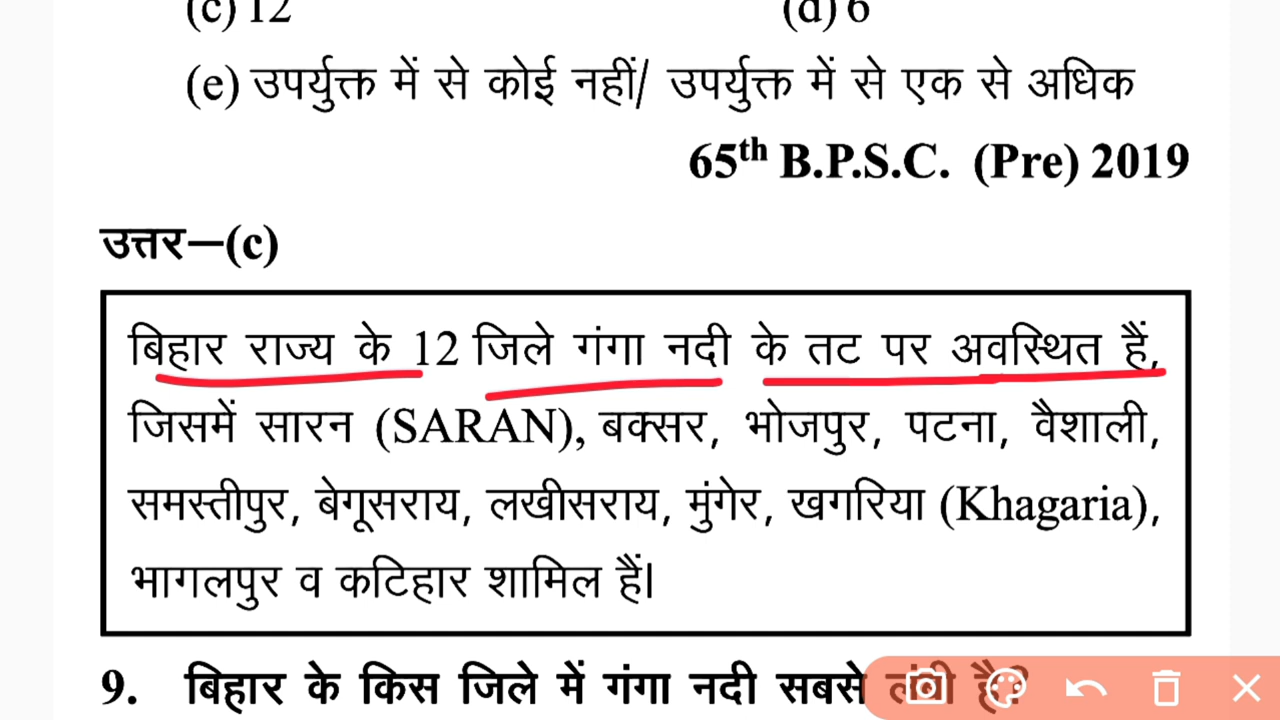 (c) 12 (d) 6
(e) उपर्युक्त में से कोई नहीं/ उपर्युक्त में से एक से अधिक
65th B.P.S.C. (Pre) 2019
उत्तर–(c)
बिहार राज्य के 12 जिले गंगा नदी के तट पर अवस्थित हैं,
जिसमें सारन (SARAN), बक्सर, भोजपुर, पटना, वैशाली,
समस्तीपुर, बेगूसराय, लखीसराय, मुंगेर, खगरिया (Khagaria),
भागलपुर व कटिहार शामिल हैं।
9. बिहार के किस जिले में गंगा नदी सबसे लंबी है?